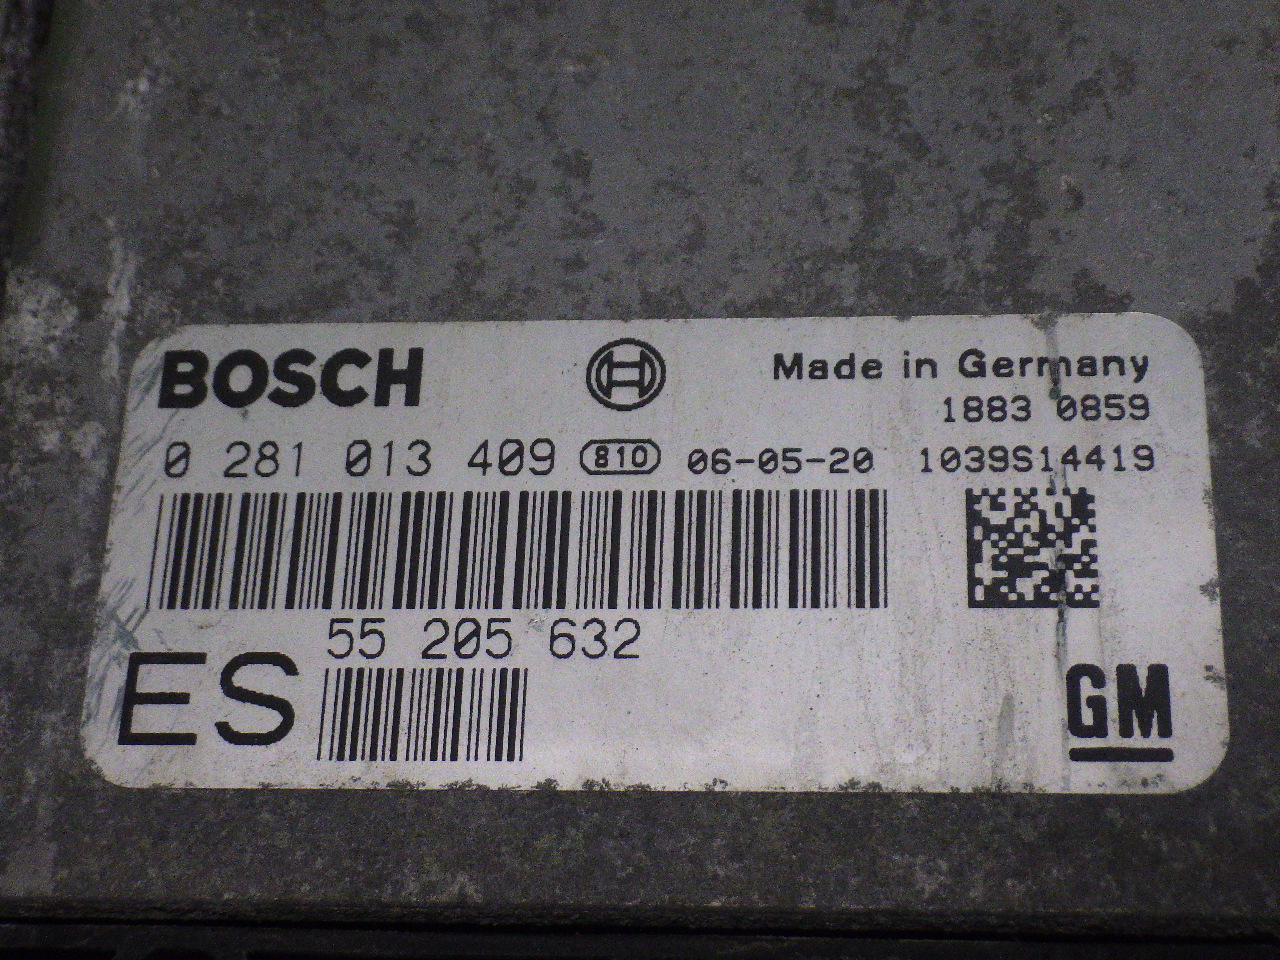 BOSCH
Made in Germany
1883 0859
0 281 013 409 810 06-05-20 1039S14419
55 205 632
ES
GM